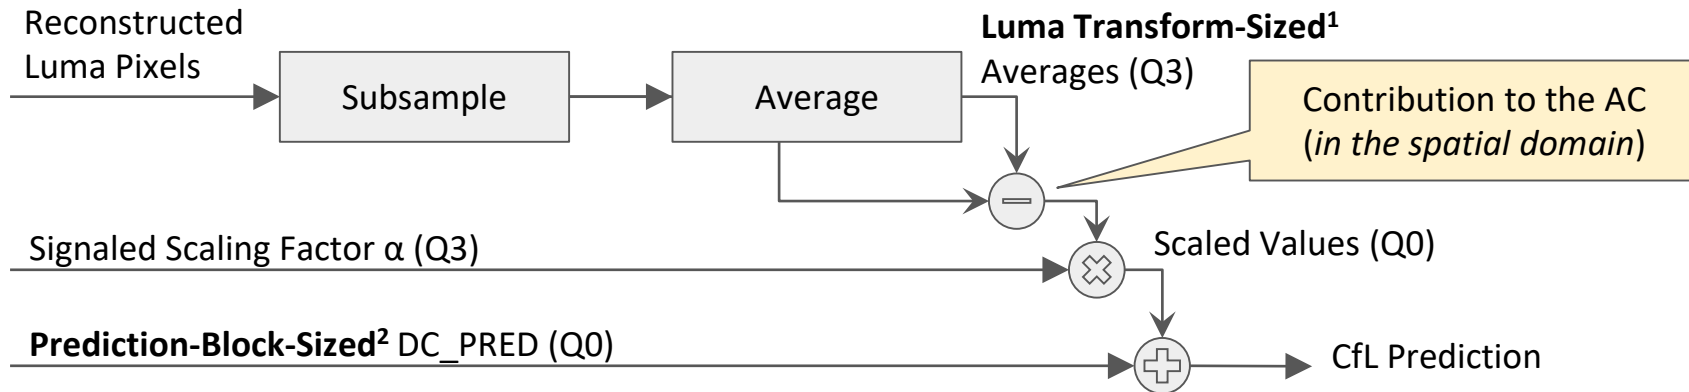 Reconstructed
Luma Pixels
Subsample
Average
Luma Transform-Sized¹
Averages (Q3)
Contribution to the AC
(in the spatial domain)
Signaled Scaling Factor α (Q3)
Scaled Values (Q0)
Prediction-Block-Sized² DC_PRED (Q0)
CfL Prediction